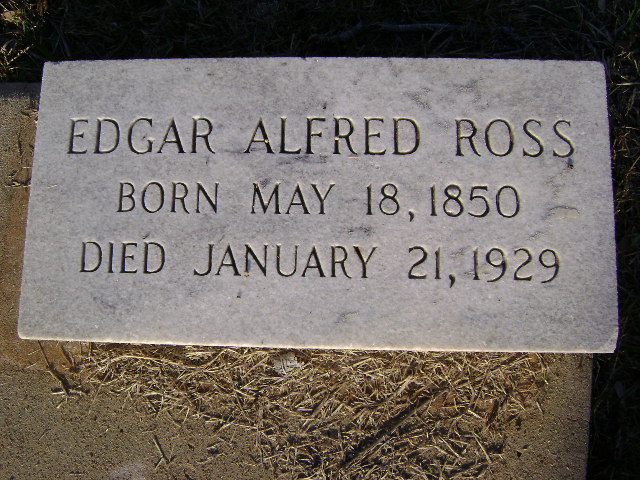 EDGAR ALFRED ROSS
BORN MAY 18, 1850
DIED JANUARY 21, 1929